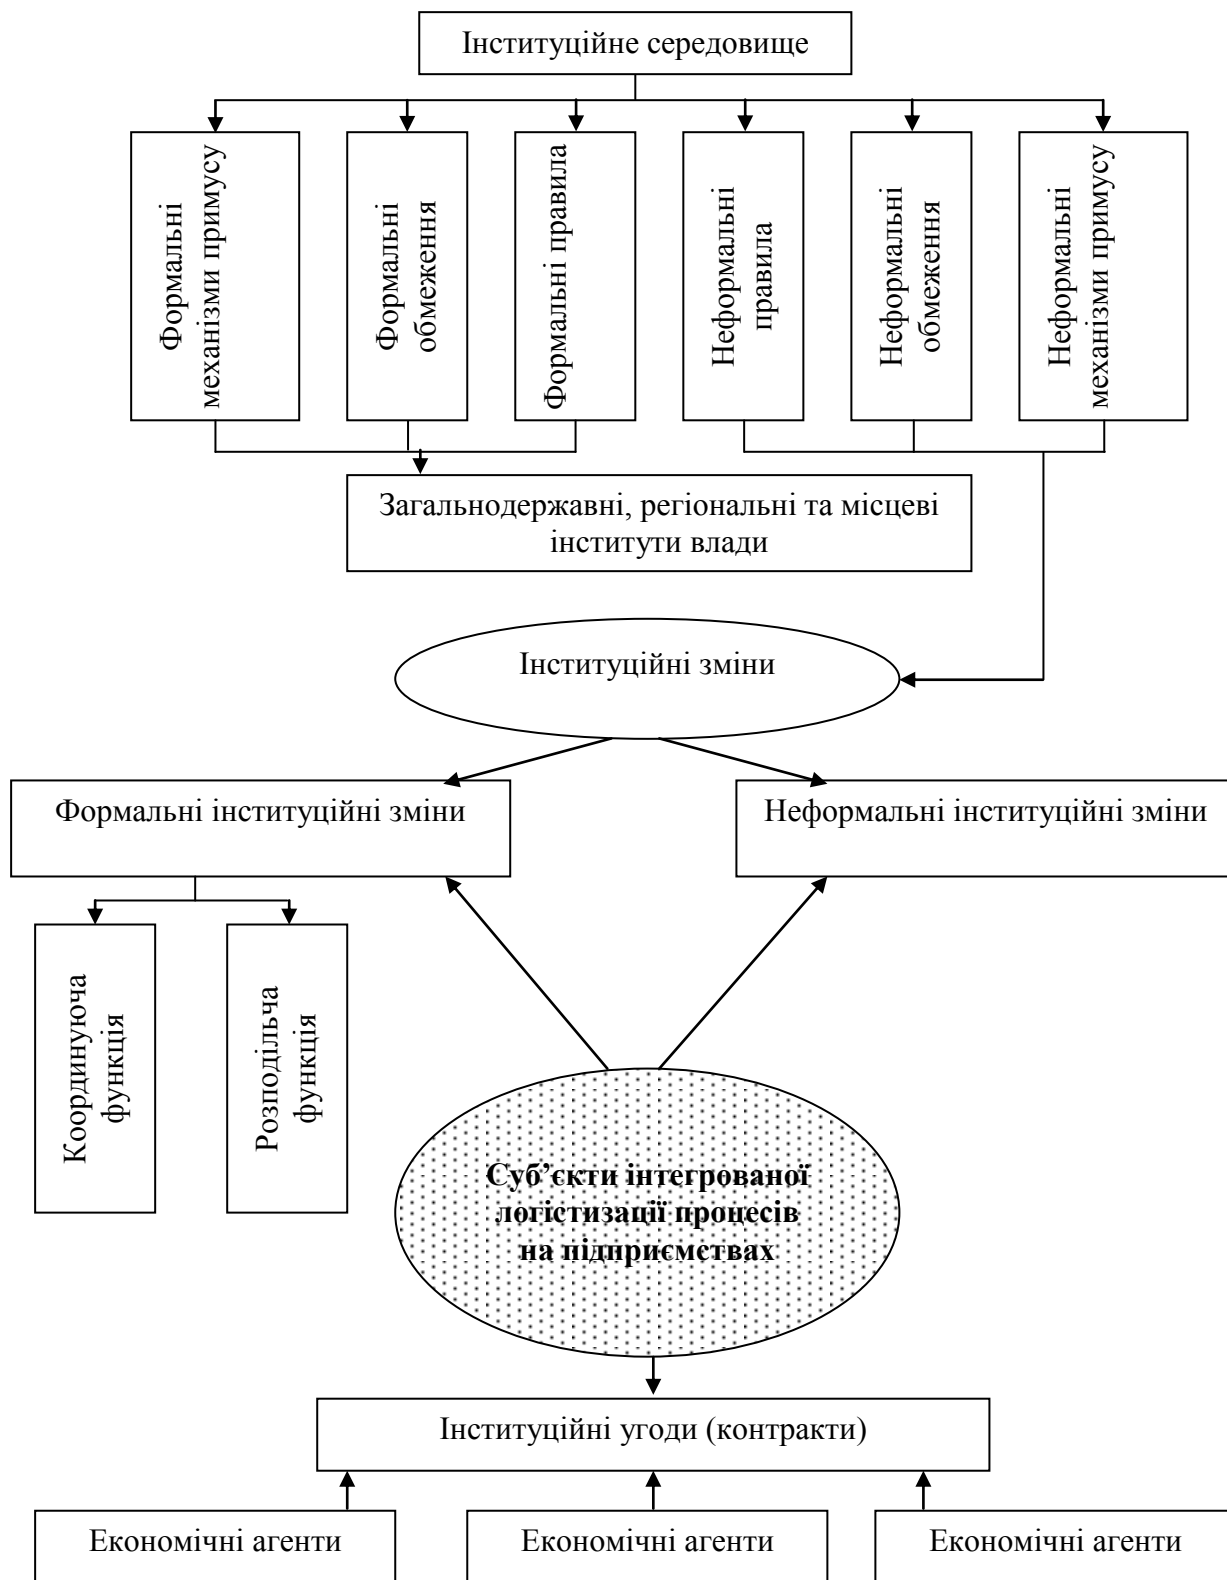 Інституційне середовище
Формальні
механізми примусу
Формальні
обмеження
Формальні правила
Неформальні
правила
Неформальні
обмеження
Неформальні
механізми примусу
Загальнодержавні, регіональні та місцеві
інститути влади
Інституційні зміни
Формальні інституційні зміни
Неформальні інституційні зміни
Координуюча
функція
Розподільча
функція
Суб’єкти інтегрованої
логістизації процесів
на підприємствах
Інституційні угоди (контракти)
Економічні агенти
Економічні агенти
Економічні агенти